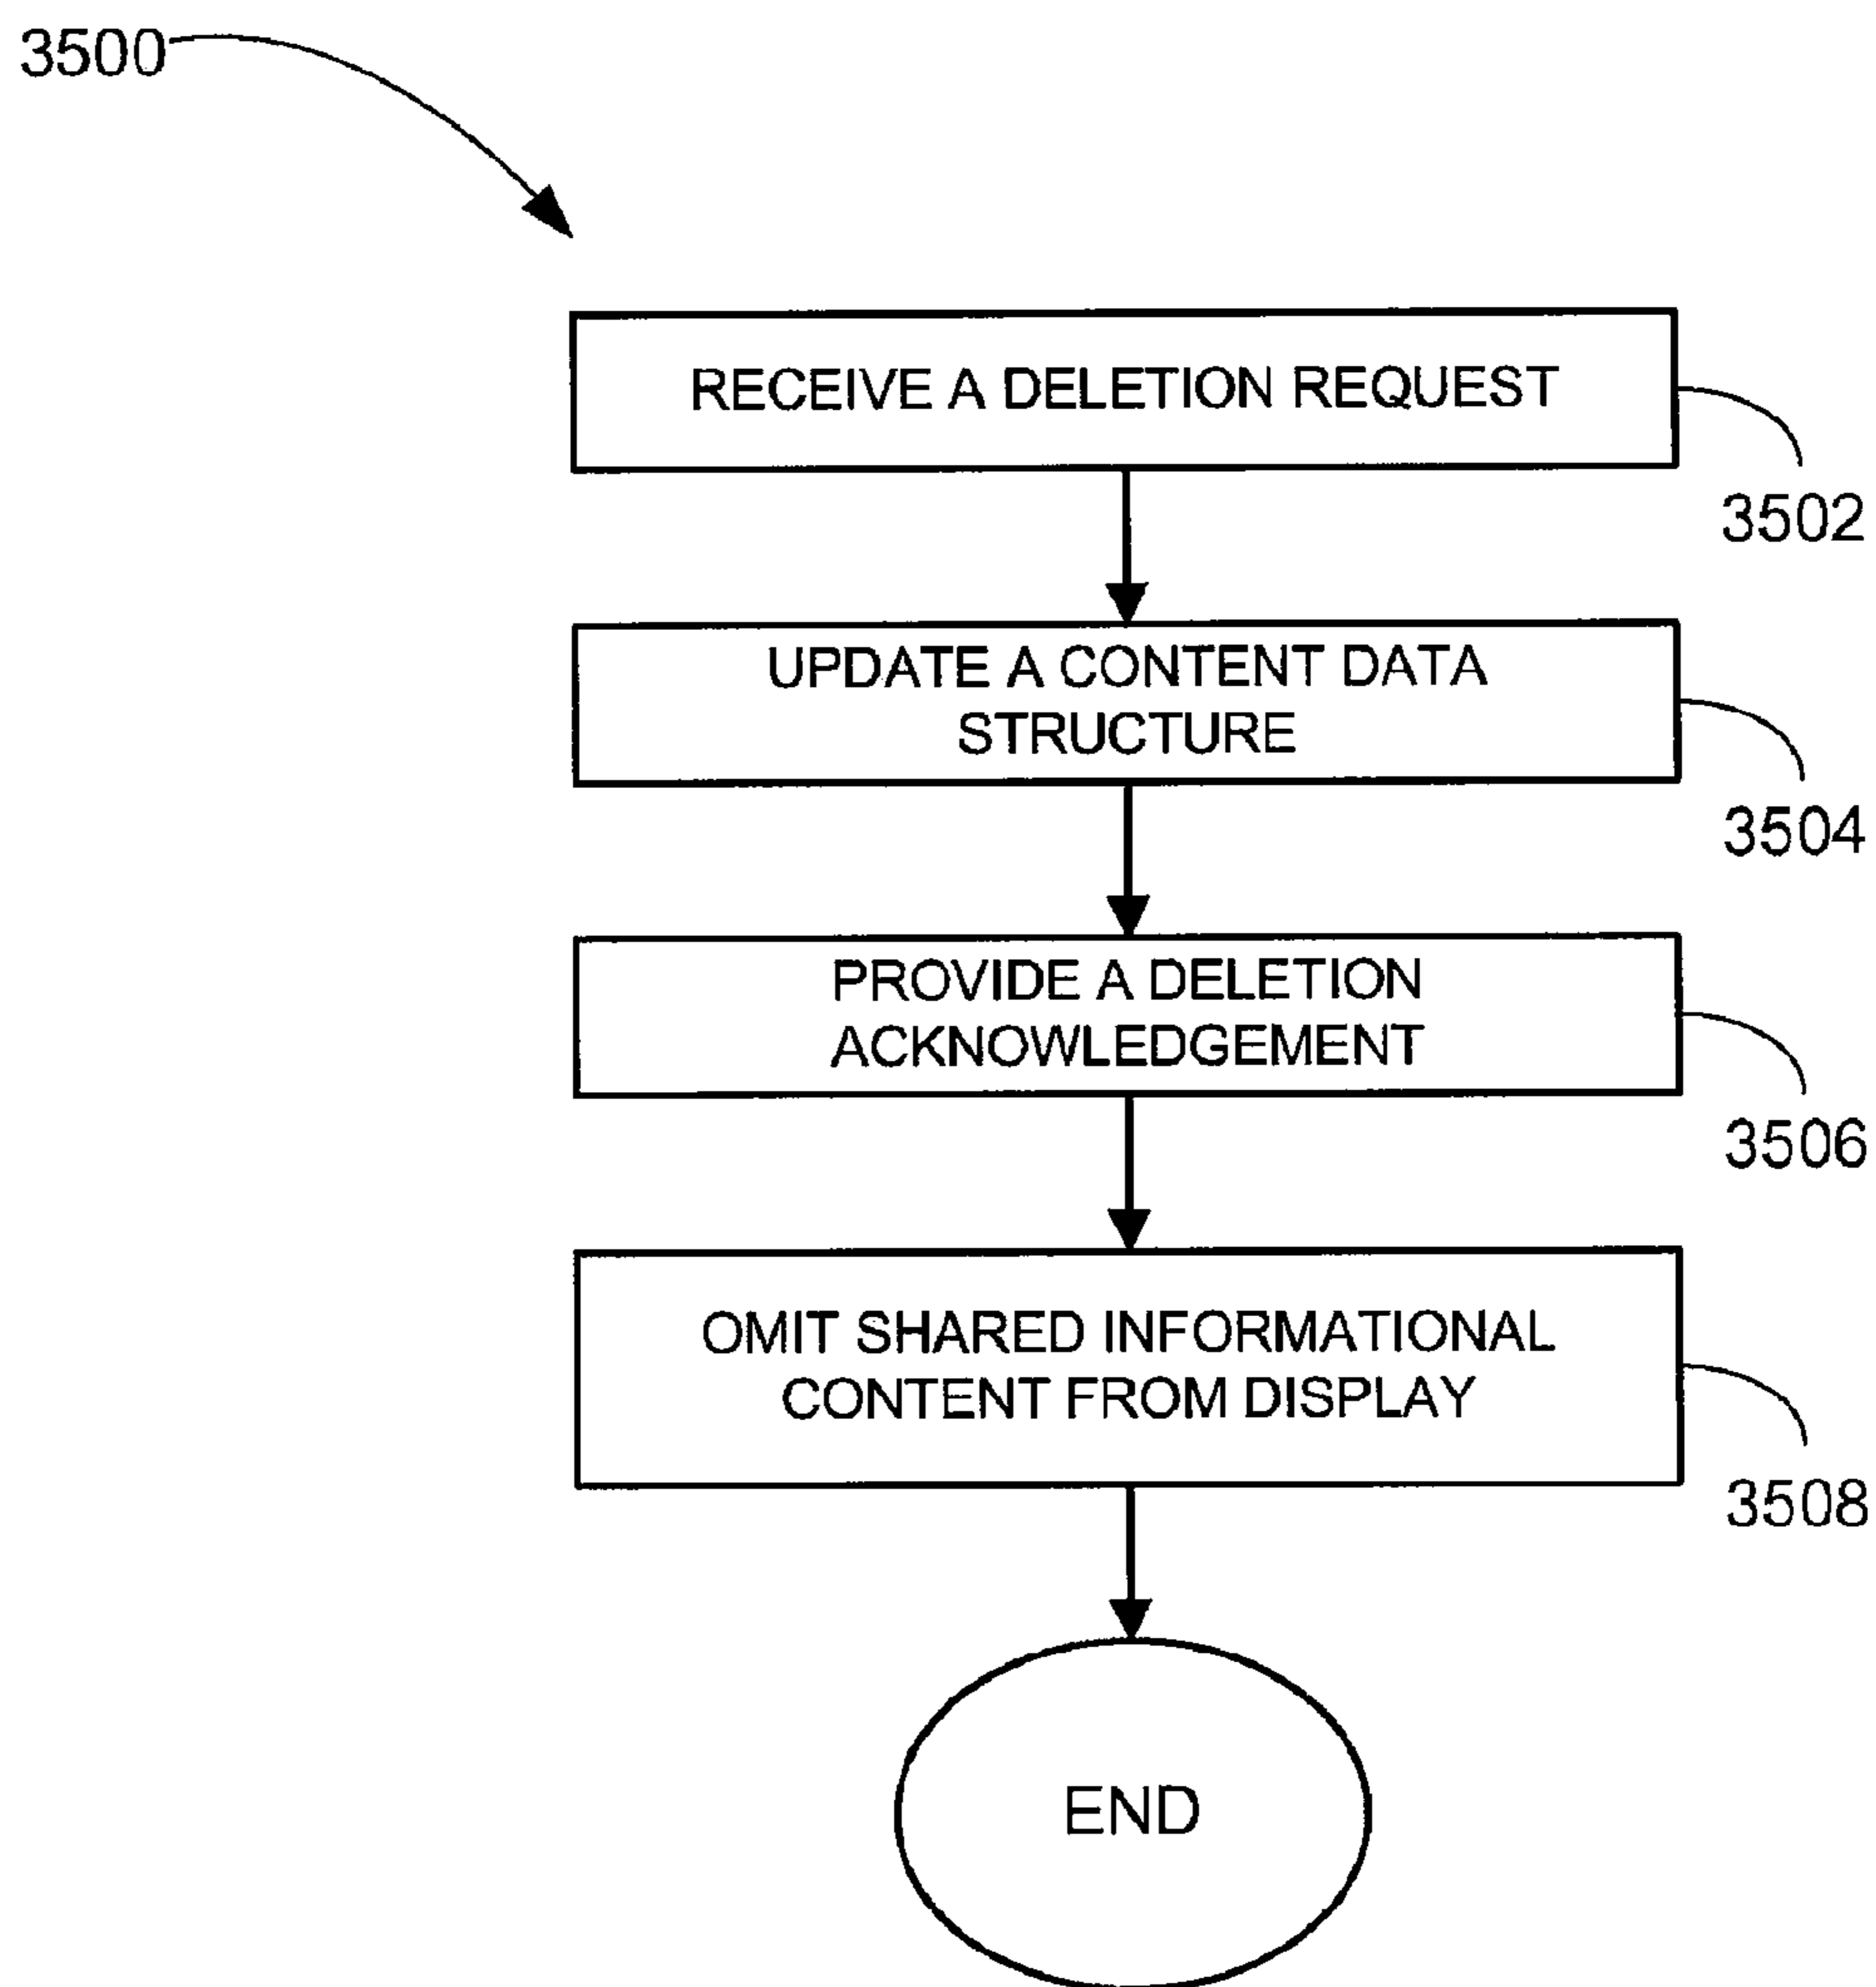 3500
RECEIVE A DELETION REQUEST
3502
UPDATE A CONTENT DATA
STRUCTURE
3504
PROVIDE A DELETION
ACKNOWLEDGEMENT
3506
OMIT SHARED INFORMATIONAL
CONTENT FROM DISPLAY
3508
END